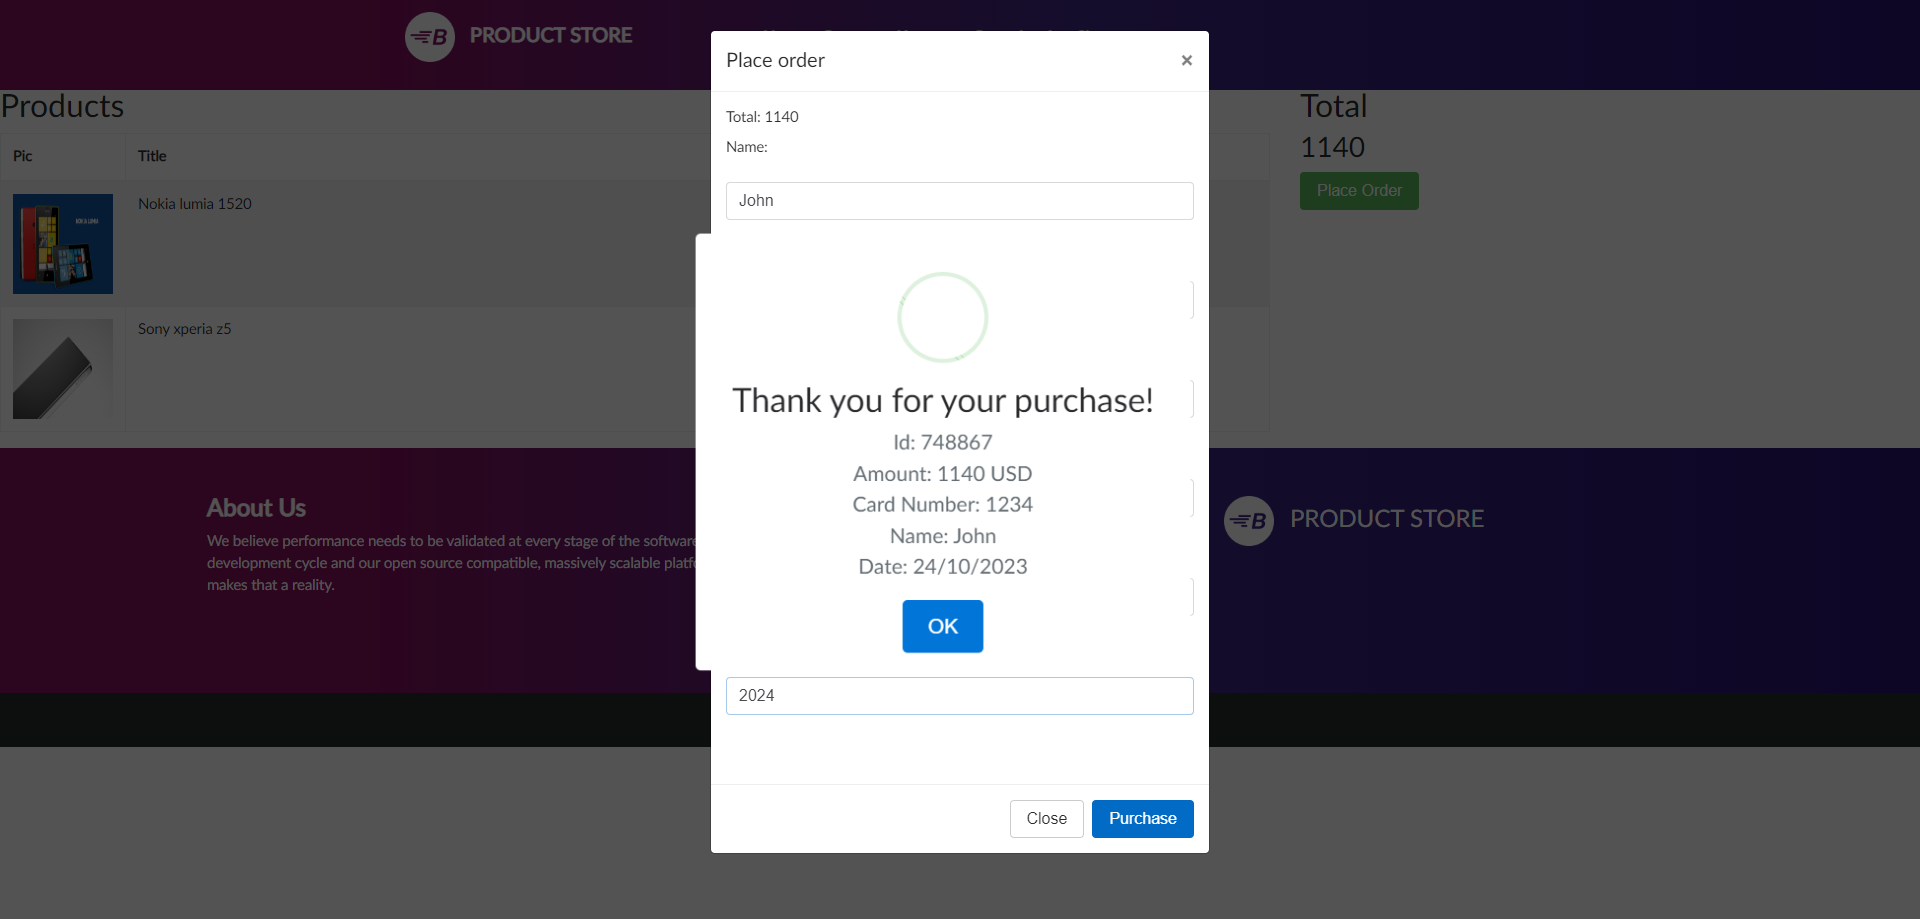 PRODUCT STORE
Place order
×
Products
Total
1140
Place Order
Pic
Title
Nokia lumia 1520
NOKIA LUMIA
Sony xperia z5
Total: 1140
Name:
John
Thank you for your purchase!
Id: 748867
Amount: 1140 USD
Card Number: 1234
Name: John
Date: 24/10/2023
OK
2024
Close
Purchase
About Us
We believe performance needs to be validated at every stage of the software
development cycle and our open source compatible, massively scalable
makes that a reality.
B
PRODUCT STORE